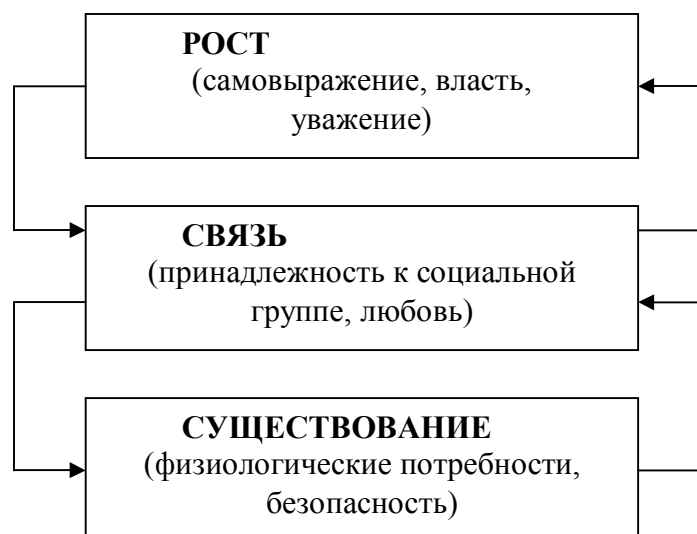 РОСТ
(самовыражение, власть,
уважение)
СВЯЗЬ
(принадлежность к социальной
группе, любовь)
СУЩЕСТВОВАНИЕ
(физиологические потребности,
безопасность)